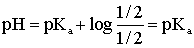 pH = pKₐ + log 1/2 / 1/2 = pKₐ